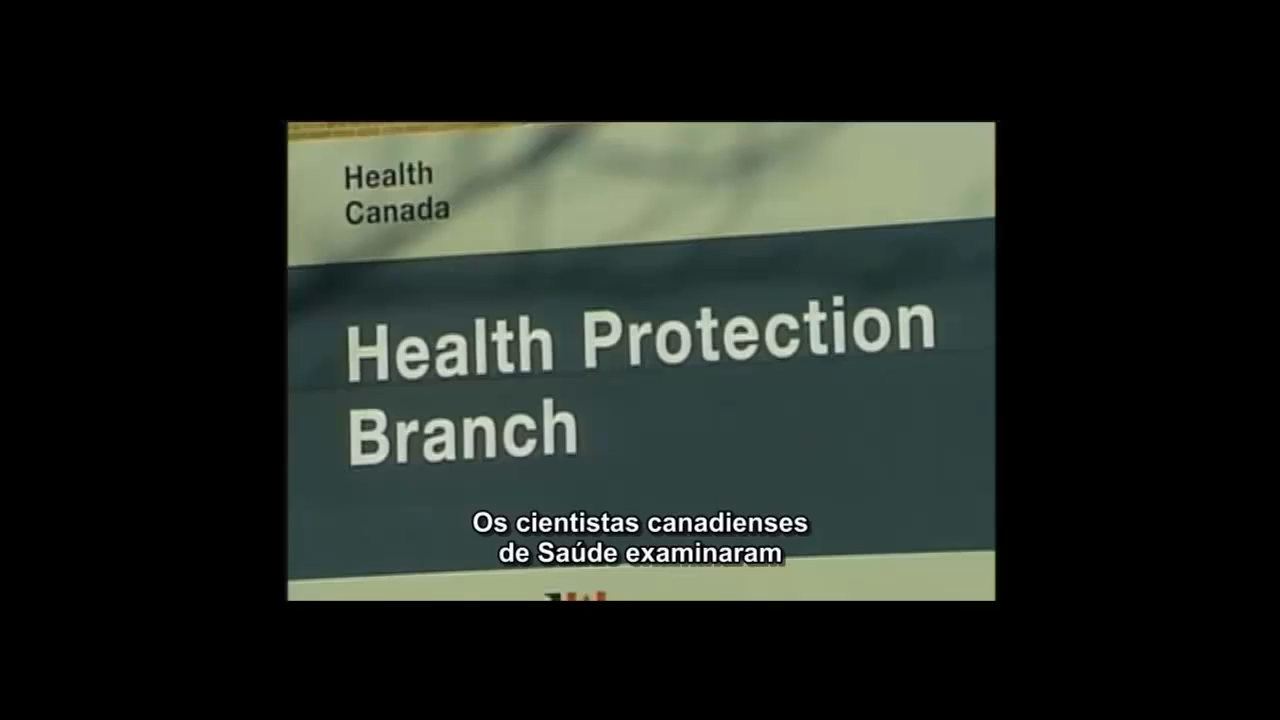 Health
Canada
Health Protection
Branch
Os cientistas canadienses
de Saúde examinaram